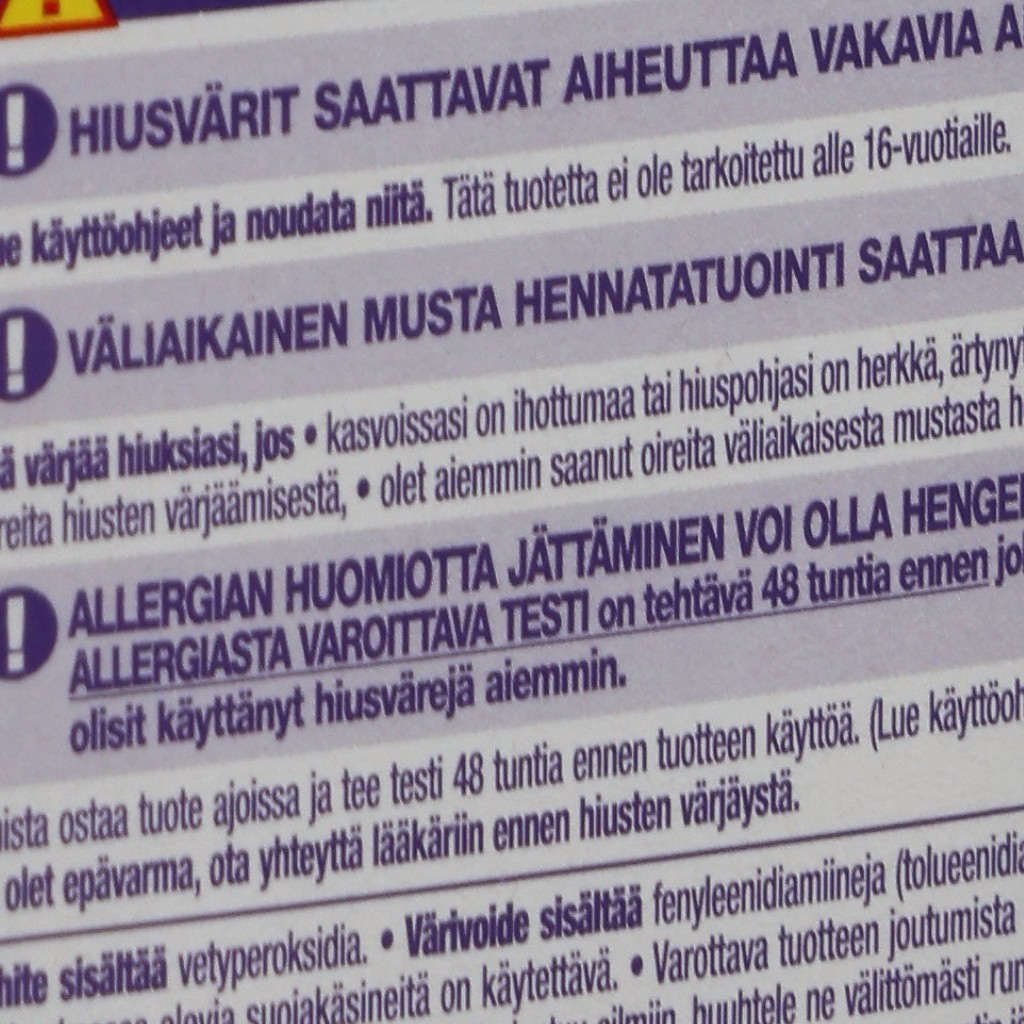 HIUSVÄRIT SAATTAVAT AIHEUTTAA VAKAVIA
käyttöohjeet ja noudata niitä. Tätä tuotetta ei ole tarkoitettu alle 16-vuotiaille.
VÄLIAIKAINEN MUSTA HENNATATUOINTI SAATTAA
värjää hiuksiasi, jos • kasvoissasi on ihottumaa tai hiuspohjasi on herkkä,
hiusten värjäämisestä, • olet aiemmin saanut oireita väliaikaisesta mustasta
ALLERGIAN HUOMIOTTA JÄTTÄMINEN VOI OLLA
ALLERGIASTA VAROITTAVA TESTI on tehtävä 48 tuntia ennen
olisit käyttänyt hiusvärejä aiemmin.
ostaa tuote ajoissa ja tee testi 48 tuntia ennen tuotteen käyttöä. (Lue
olet epävarma, ota yhteyttä lääkäriin ennen hiusten värjäystä.
sisältää vetyperoksidia. • Värivoide sisältää fenyleenidiamiineja
suojakäsineitä on käytettävä. • Varottava tuotteen joutumista
huuhtele ne välittömästi